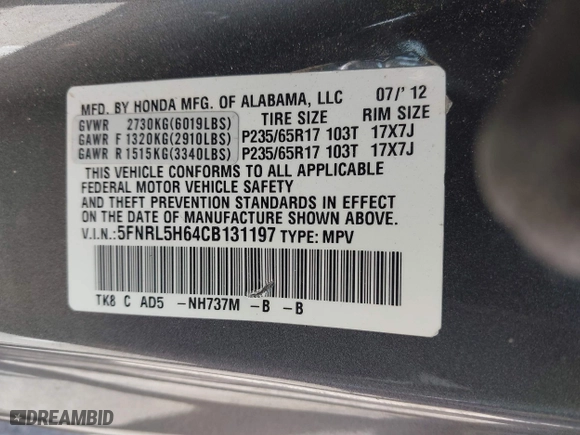 MFD. BY HONDA MFG. OF ALABAMA, LLC 07/'12
TIRE SIZE RIM SIZE
GVWR 2730KG(6019LBS)
GAWR F 1320KG(2910LBS) P235/65R17 103T 17X7J
GAWR R 1515KG(3340LBS) P235/65R17 103T 17X7J
THIS VEHICLE CONFORMS TO ALL APPLICABLE
FEDERAL MOTOR VEHICLE SAFETY
AND THEFT PREVENTION STANDARDS IN EFFECT
ON THE DATE OF MANUFACTURE SHOWN ABOVE.
V.I.N.:5FNRL5H64CB131197 TYPE: MPV
TK8 C AD5 -NH737M -B -B
DREAMBID